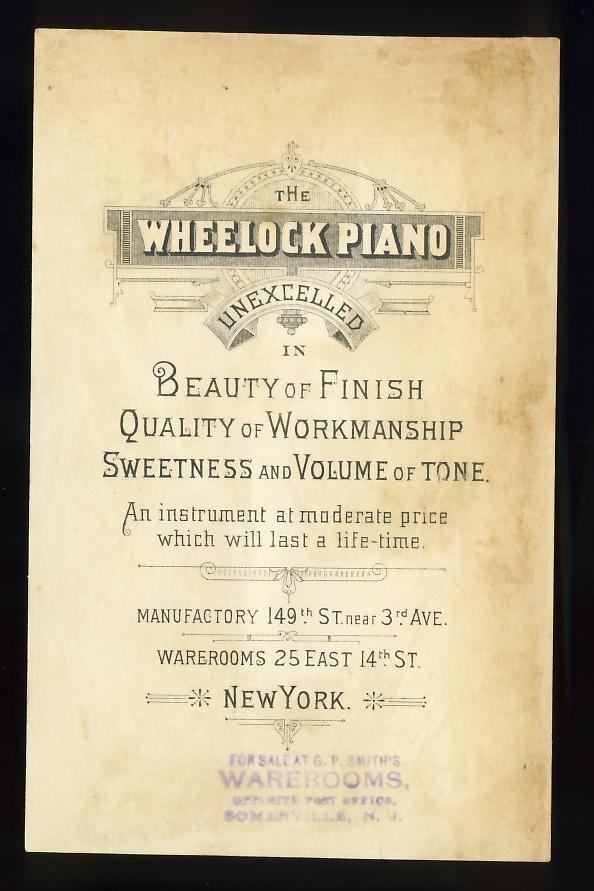 THE
WHEELOCK PIANO
UNEXCELLED
IN
BEAUTY OF FINISH
QUALITY OF WORKMANSHIP
SWEETNESS AND VOLUME OF TONE.
An instrument at moderate price
which will last a life-time.
MANUFACTORY 149th ST. near 3rd AVE.
WAREROOMS 25 EAST 14th ST.
NEW YORK.
FOR SALE AT G. P. SMITH'S
WAREROOMS,
OPPOSITE POST OFFICE,
SOMERVILLE, N. J.